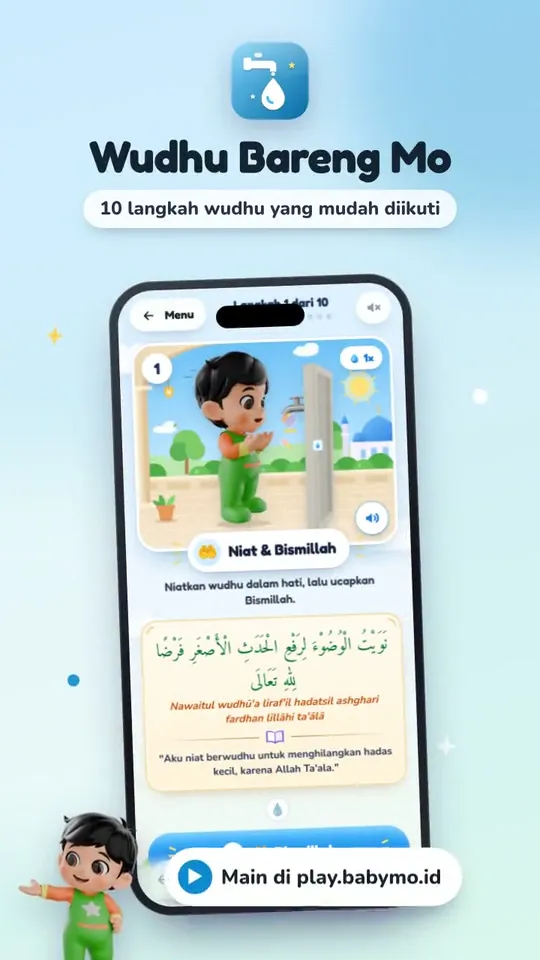 Wudhu Bareng Mo
10 langkah wudhu yang mudah diikuti
← Menu
Langkah 1 dari 10
1
1x
Niat & Bismillah
Niatkan wudhu dalam hati, lalu ucapkan
Bismillah.
نَوَيْتُ الْوُضُوْءَ لِرَفْعِ الْحَدَثِ الْأَصْغَرِ فَرْضًا
لِلّٰهِ تَعَالَى
Nawaitul wudhū'a liraf'il hadatsil ashghari
fardhan lillāhi ta'ālā
"Aku niat berwudhu untuk menghilangkan hadas
kecil, karena Allah Ta'ala."
Main di play.babymo.id